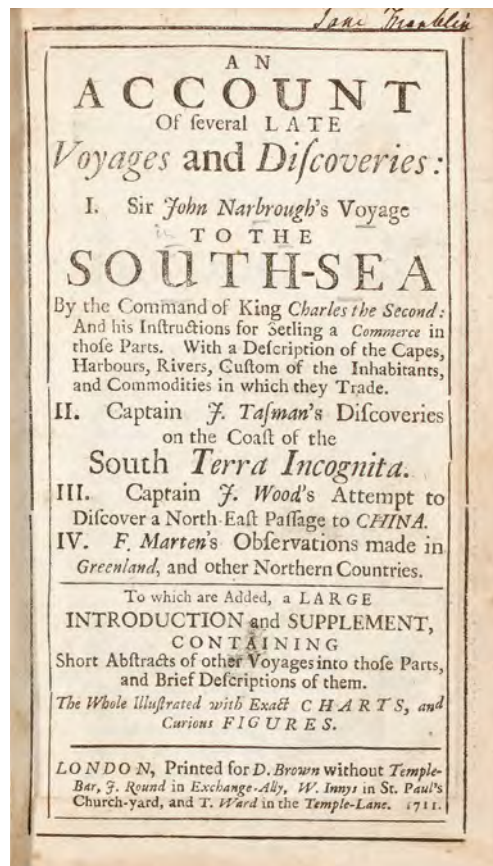 Jane Franklin
AN
ACCOUNT
Of ſeveral LATE
Voyages and Diſcoveries:
I. Sir John Narbrough's Voyage
TO THE
SOUTH-SEA
By the Command of King Charles the Second:
And his Inſtructions for Setling a Commerce in
thoſe Parts. With a Deſcription of the Capes,
Harbours, Rivers, Cuſtom of the Inhabitants,
and Commodities in which they Trade.
II. Captain J. Taſman's Diſcoveries
on the Coaſt of the
South Terra Incognita.
III. Captain J. Wood's Attempt to
Diſcover a North-Eaſt Paſſage to CHINA.
IV. F. Marten's Obſervations made in
Greenland, and other Northern Countries.
To which are Added, a LARGE
INTRODUCTION and SUPPLEMENT,
CONTAINING
Short Abſtracts of other Voyages into thoſe Parts,
and Brief Deſcriptions of them.
The Whole Illuſtrated with Exact CHARTS, and
Curious FIGURES.
LONDON, Printed for D. Brown without Temple-
Bar, J. Round in Exchange-Ally, W. Innys in St. Paul's
Church-yard, and T. Ward in the Temple-Lane. 1711.